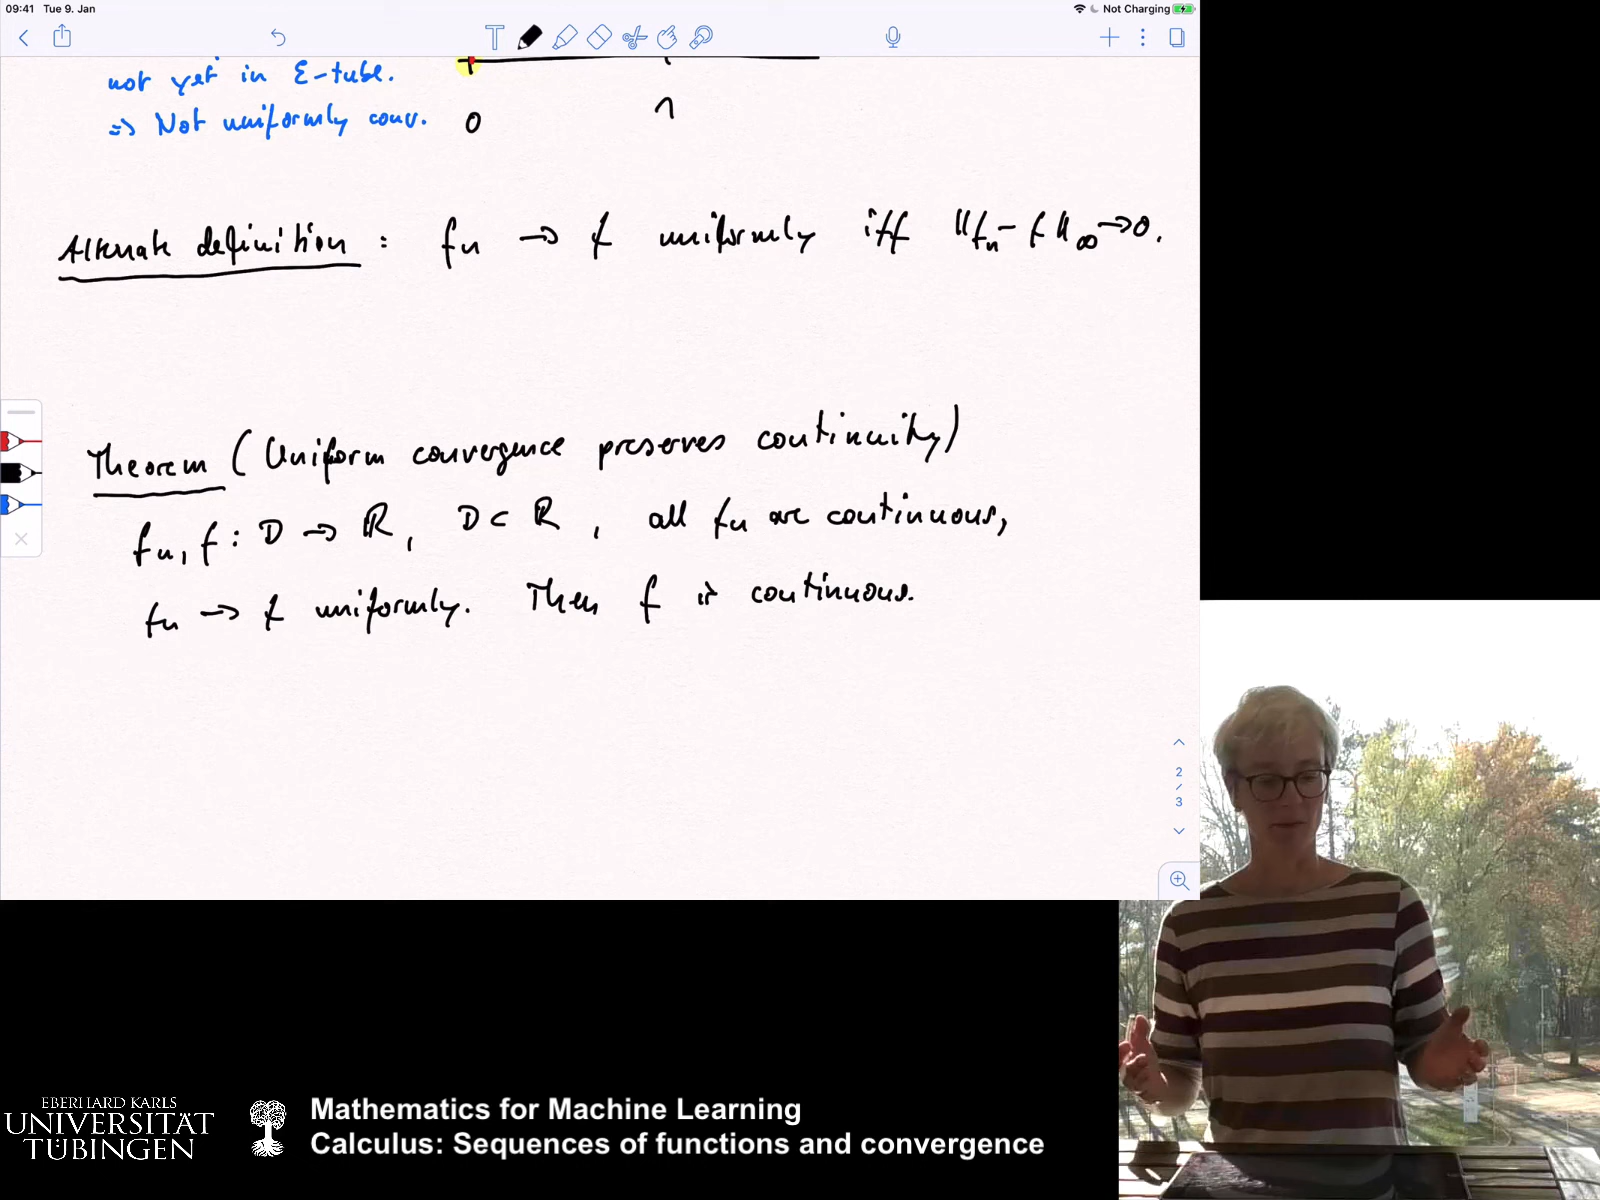 09:41 Tue 9. Jan
Not Charging
not yet in ε-tube.
=> Not uniformly conv.
0
1
Alternate definition : fn → f uniformly iff ||fn - f||∞ → 0.
Theorem (Uniform convergence preserves continuity)
fn, f : D → ℝ, D ⊂ ℝ, all fn are continuous,
fn → f uniformly. Then f is continuous.
2
/
3
EBERHARD KARLS
UNIVERSITÄT
TÜBINGEN
Mathematics for Machine Learning
Calculus: Sequences of functions and convergence